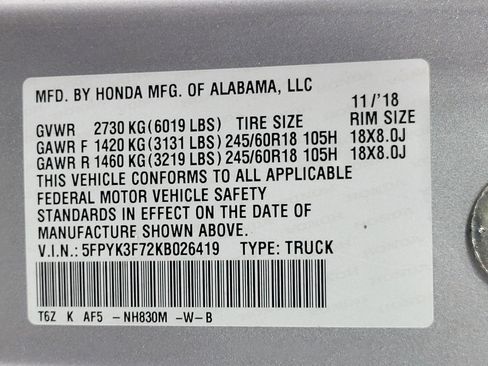 MFD. BY HONDA MFG. OF ALABAMA, LLC 11/'18
GVWR 2730 KG(6019 LBS) TIRE SIZE RIM SIZE
GAWR F 1420 KG(3131 LBS) 245/60R18 105H 18X8.0J
GAWR R 1460 KG(3219 LBS) 245/60R18 105H 18X8.0J
THIS VEHICLE CONFORMS TO ALL APPLICABLE
FEDERAL MOTOR VEHICLE SAFETY
STANDARDS IN EFFECT ON THE DATE OF
MANUFACTURE SHOWN ABOVE.
V.I.N.: 5FPYK3F72KB026419 TYPE: TRUCK
T6Z K AF5 -NH830M -W-B